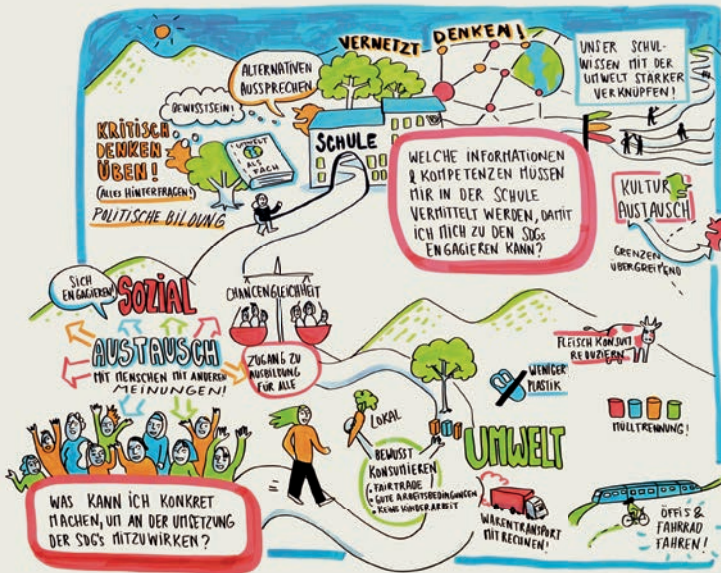 VERNETZT DENKEN!
ALTERNATIVEN
AUSSPRECHEN
BEWUSSTSEIN!
KRITISCH
DENKEN
ÜBEN!
(ALLES HINTERFRAGEN!)
POLITISCHE BILDUNG
UMWELT
ALS
FACH
SCHULE
UNSER SCHUL-
WISSEN MIT DER
UMWELT STÄRKER
VERKNÜPFEN!
WELCHE INFORMATIONEN
& KOMPETENZEN MÜSSEN
MIR IN DER SCHULE
VERMITTELT WERDEN, DAMIT
ICH MICH ZU DEN SDGs
ENGAGIEREN KANN?
KULTUR
AUSTAUSCH
GRENZEN
ÜBERGREIFEND
SICH
ENGAGIEREN!
SOZIAL
AUSTAUSCH
MIT MENSCHEN MIT ANDEREN
MEINUNGEN!
CHANCENGLEICHHEIT
ZUGANG ZU
AUSBILDUNG
FÜR ALLE
WAS KANN ICH KONKRET
MACHEN, UM AN DER UMSETZUNG
DER SDG's MITZUWIRKEN?
LOKAL
BEWUSST
KONSUMIEREN
• FAIRTRADE
• GUTE ARBEITSBEDINGUNGEN
• KEINE KINDERARBEIT
UMWELT
WENIGER
PLASTIK
FLEISCH KONSUM
REDUZIEREN
MÜLLTRENNUNG!
WARENTRANSPORT
MIT RECHNEN!
ÖFFIS &
FAHRRAD
FAHREN!